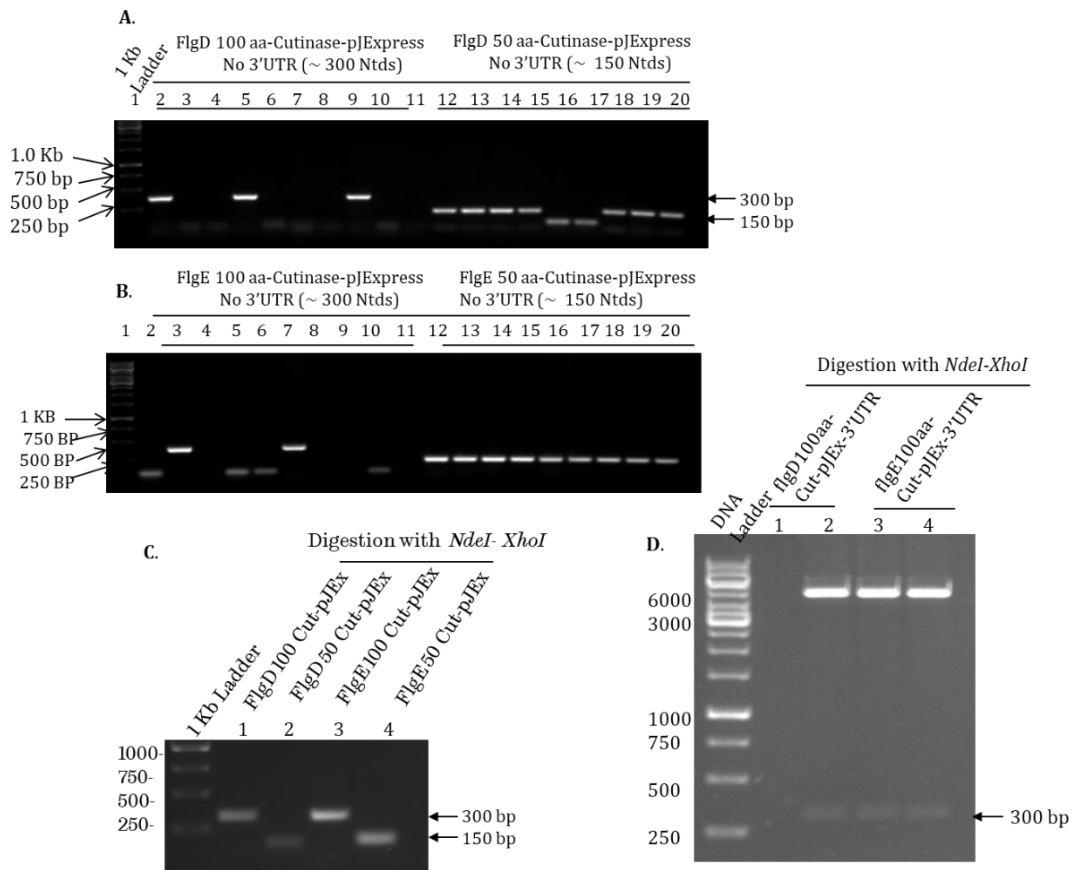 A.
1 Kb
Ladder
FlgD 100 aa-Cutinase-pJExpress
No 3'UTR (~ 300 Ntds)
FlgD 50 aa-Cutinase-pJExpress
No 3'UTR (~ 150 Ntds)
1 2 3 4 5 6 7 8 9 10 11 12 13 14 15 16 17 18 19 20
1.0 Kb
750 bp
500 bp
250 bp
300 bp
150 bp
B.
FlgE 100 aa-Cutinase-pJExpress
No 3'UTR (~ 300 Ntds)
FlgE 50 aa-Cutinase-pJExpress
No 3'UTR (~ 150 Ntds)
1 2 3 4 5 6 7 8 9 10 11 12 13 14 15 16 17 18 19 20
1 KB
750 BP
500 BP
250 BP
C.
Digestion with NdeI- XhoI
1 Kb Ladder
FlgD100 Cut-pJEx
FlgD50 Cut-pJEx
FlgE100 Cut-pJEx
FlgE50 Cut-pJEx
1 2 3 4
1000-
750-
500-
250-
300 bp
150 bp
D.
Digestion with NdeI-XhoI
DNA
Ladder
flgD100aa-
Cut-pJEx-3'UTR
flgE100aa-
Cut-pJEx-3'UTR
1 2 3 4
6000
3000
1000
750
500
250
300 bp